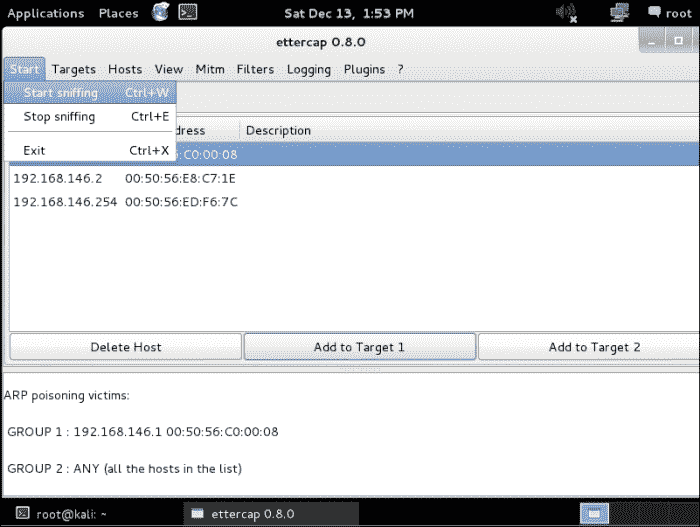 Applications Places Sat Dec 13, 1:53 PM root
ettercap 0.8.0
Start Targets Hosts View Mitm Filters Logging Plugins ?
Start sniffing Ctrl+W
Stop sniffing Ctrl+E
Exit Ctrl+X
dress Description
:C0:00:08
192.168.146.2 00:50:56:E8:C7:1E
192.168.146.254 00:50:56:ED:F6:7C
Delete Host Add to Target 1 Add to Target 2
ARP poisoning victims:
GROUP 1 : 192.168.146.1 00:50:56:C0:00:08
GROUP 2 : ANY (all the hosts in the list)
root@kali: ~ ettercap 0.8.0